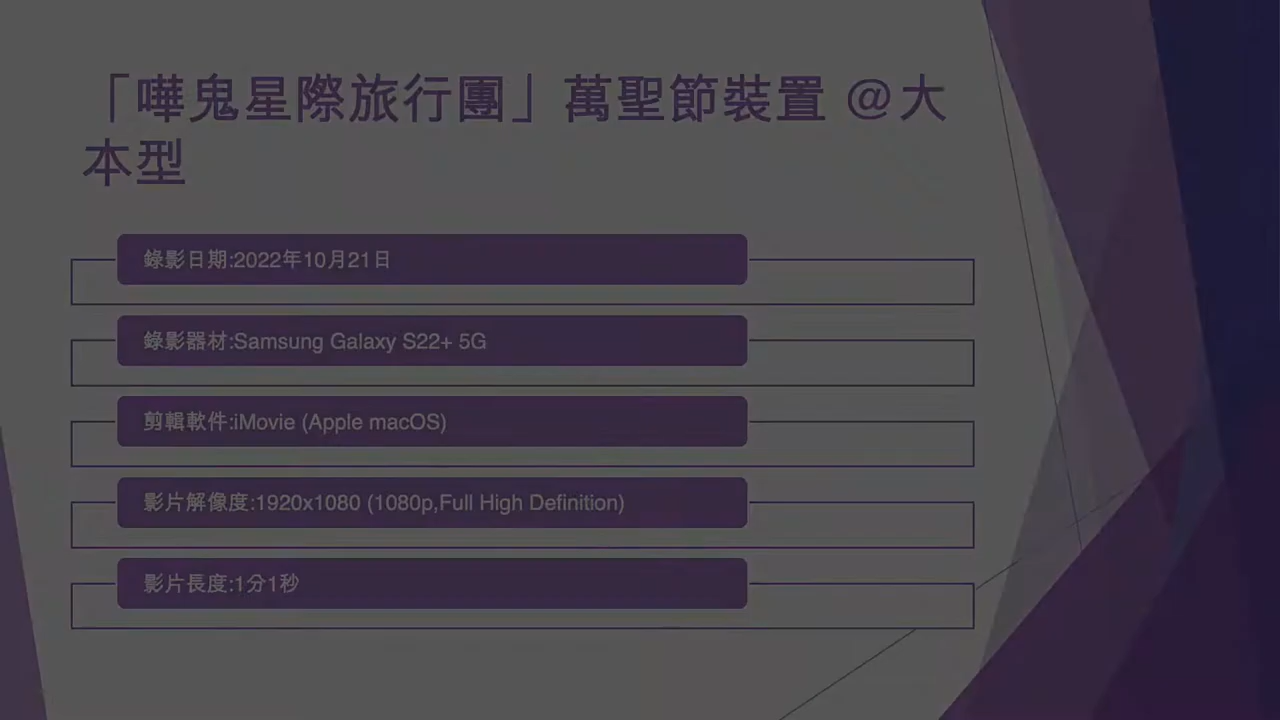 「嘩鬼星際旅行團」萬聖節裝置 @大
本型
錄影日期:2022年10月21日
錄影器材:Samsung Galaxy S22+ 5G
剪輯軟件:iMovie (Apple macOS)
影片解像度:1920x1080 (1080p,Full High Definition)
影片長度:1分1秒